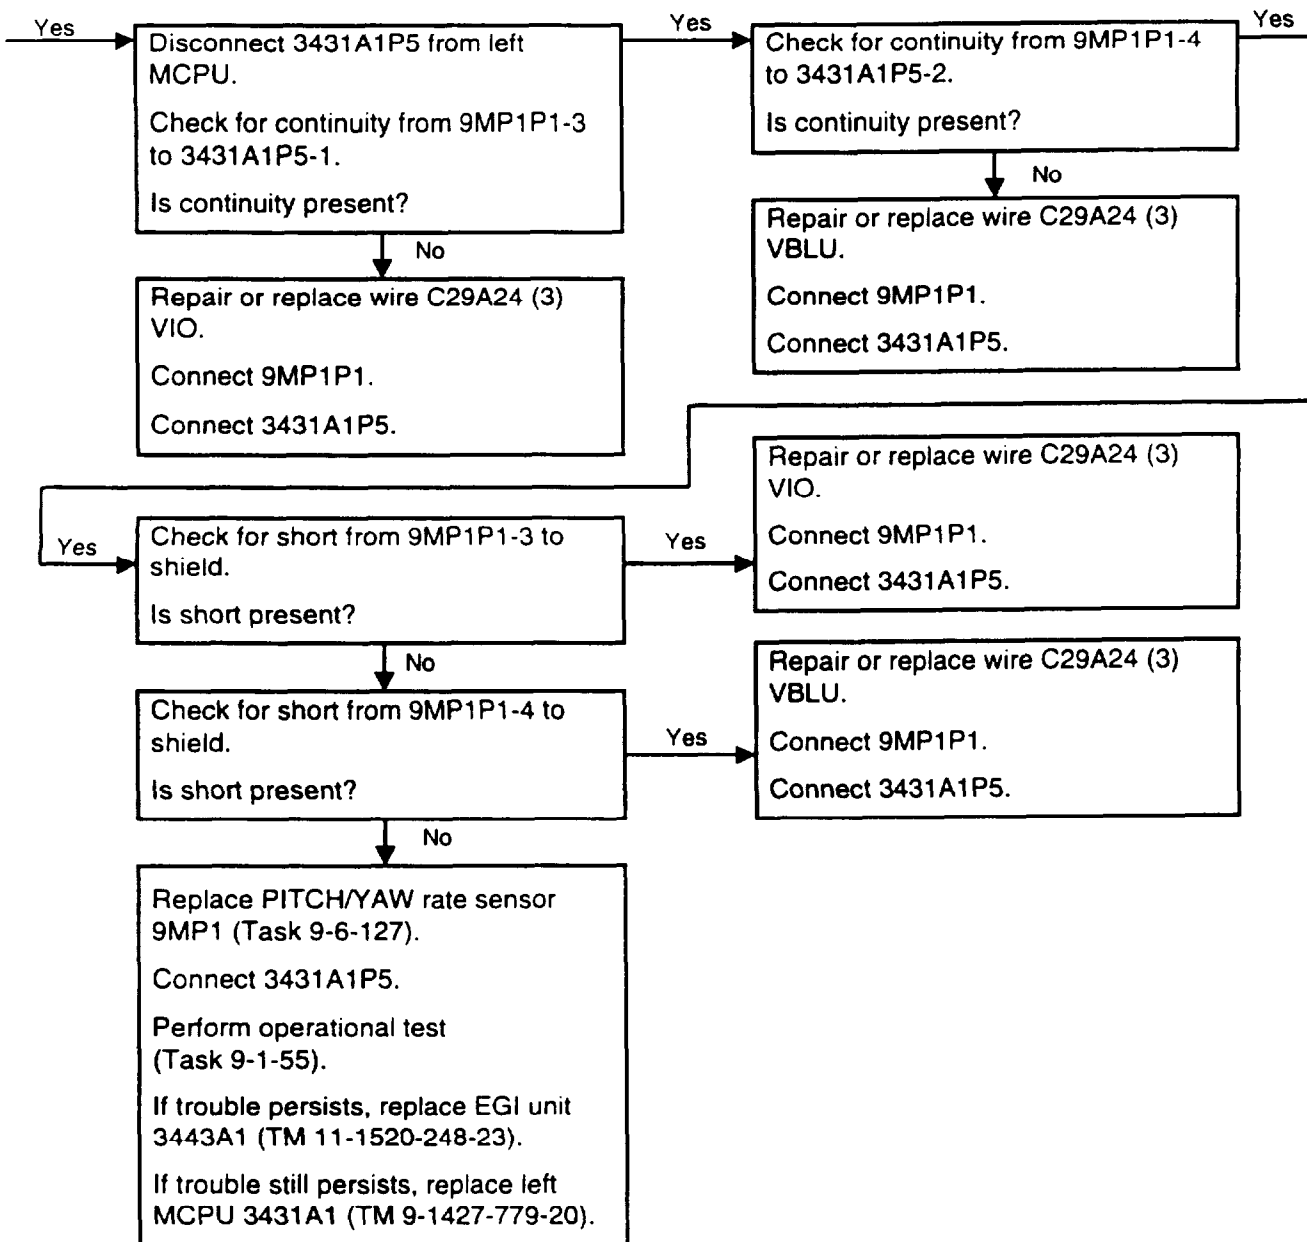 Yes
Disconnect 3431A1P5 from left
MCPU.
Check for continuity from 9MP1P1-3
to 3431A1P5-1.
Is continuity present?
Yes
Check for continuity from 9MP1P1-4
to 3431A1P5-2.
Is continuity present?
Yes
No
Repair or replace wire C29A24 (3)
VIO.
Connect 9MP1P1.
Connect 3431A1P5.
No
Repair or replace wire C29A24 (3)
VBLU.
Connect 9MP1P1.
Connect 3431A1P5.
Yes
Check for short from 9MP1P1-3 to
shield.
Is short present?
Yes
Repair or replace wire C29A24 (3)
VIO.
Connect 9MP1P1.
Connect 3431A1P5.
No
Check for short from 9MP1P1-4 to
shield.
Is short present?
Yes
Repair or replace wire C29A24 (3)
VBLU.
Connect 9MP1P1.
Connect 3431A1P5.
No
Replace PITCH/YAW rate sensor
9MP1 (Task 9-6-127).
Connect 3431A1P5.
Perform operational test
(Task 9-1-55).
If trouble persists, replace EGI unit
3443A1 (TM 11-1520-248-23).
If trouble still persists, replace left
MCPU 3431A1 (TM 9-1427-779-20).